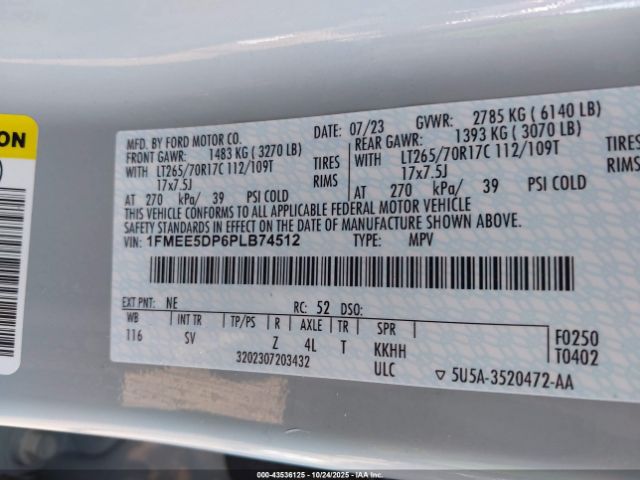 ON
MFD. BY FORD MOTOR CO.
DATE: 07/23
GVWR: 2785 KG ( 6140 LB)
FRONT GAWR: 1483 KG ( 3270 LB)
REAR GAWR: 1393 KG ( 3070 LB)
WITH LT265/70R17C 112/109T TIRES
WITH LT265/70R17C 112/109T TIRES
17x7.5J RIMS
17x7.5J RIMS
AT 270 kPa/ 39 PSI COLD
AT 270 kPa/ 39 PSI COLD
THIS VEHICLE CONFORMS TO ALL APPLICABLE FEDERAL MOTOR VEHICLE
STANDARDS IN EFFECT ON THE DATE OF MANUFACTURE SHOWN ABOVE.
VIN: 1FMEE5DP6PLB74512 TYPE: MPV
EXT PNT: NE RC: 52 DSO:
WB INT TR TP/PS R AXLE TR SPR
116 SV Z 4L T KKHH
F0250
T0402
3202307203432 ULC
5U5A-3520472-AA
000-43536125 - 10/24/2025 - IAAI.COM